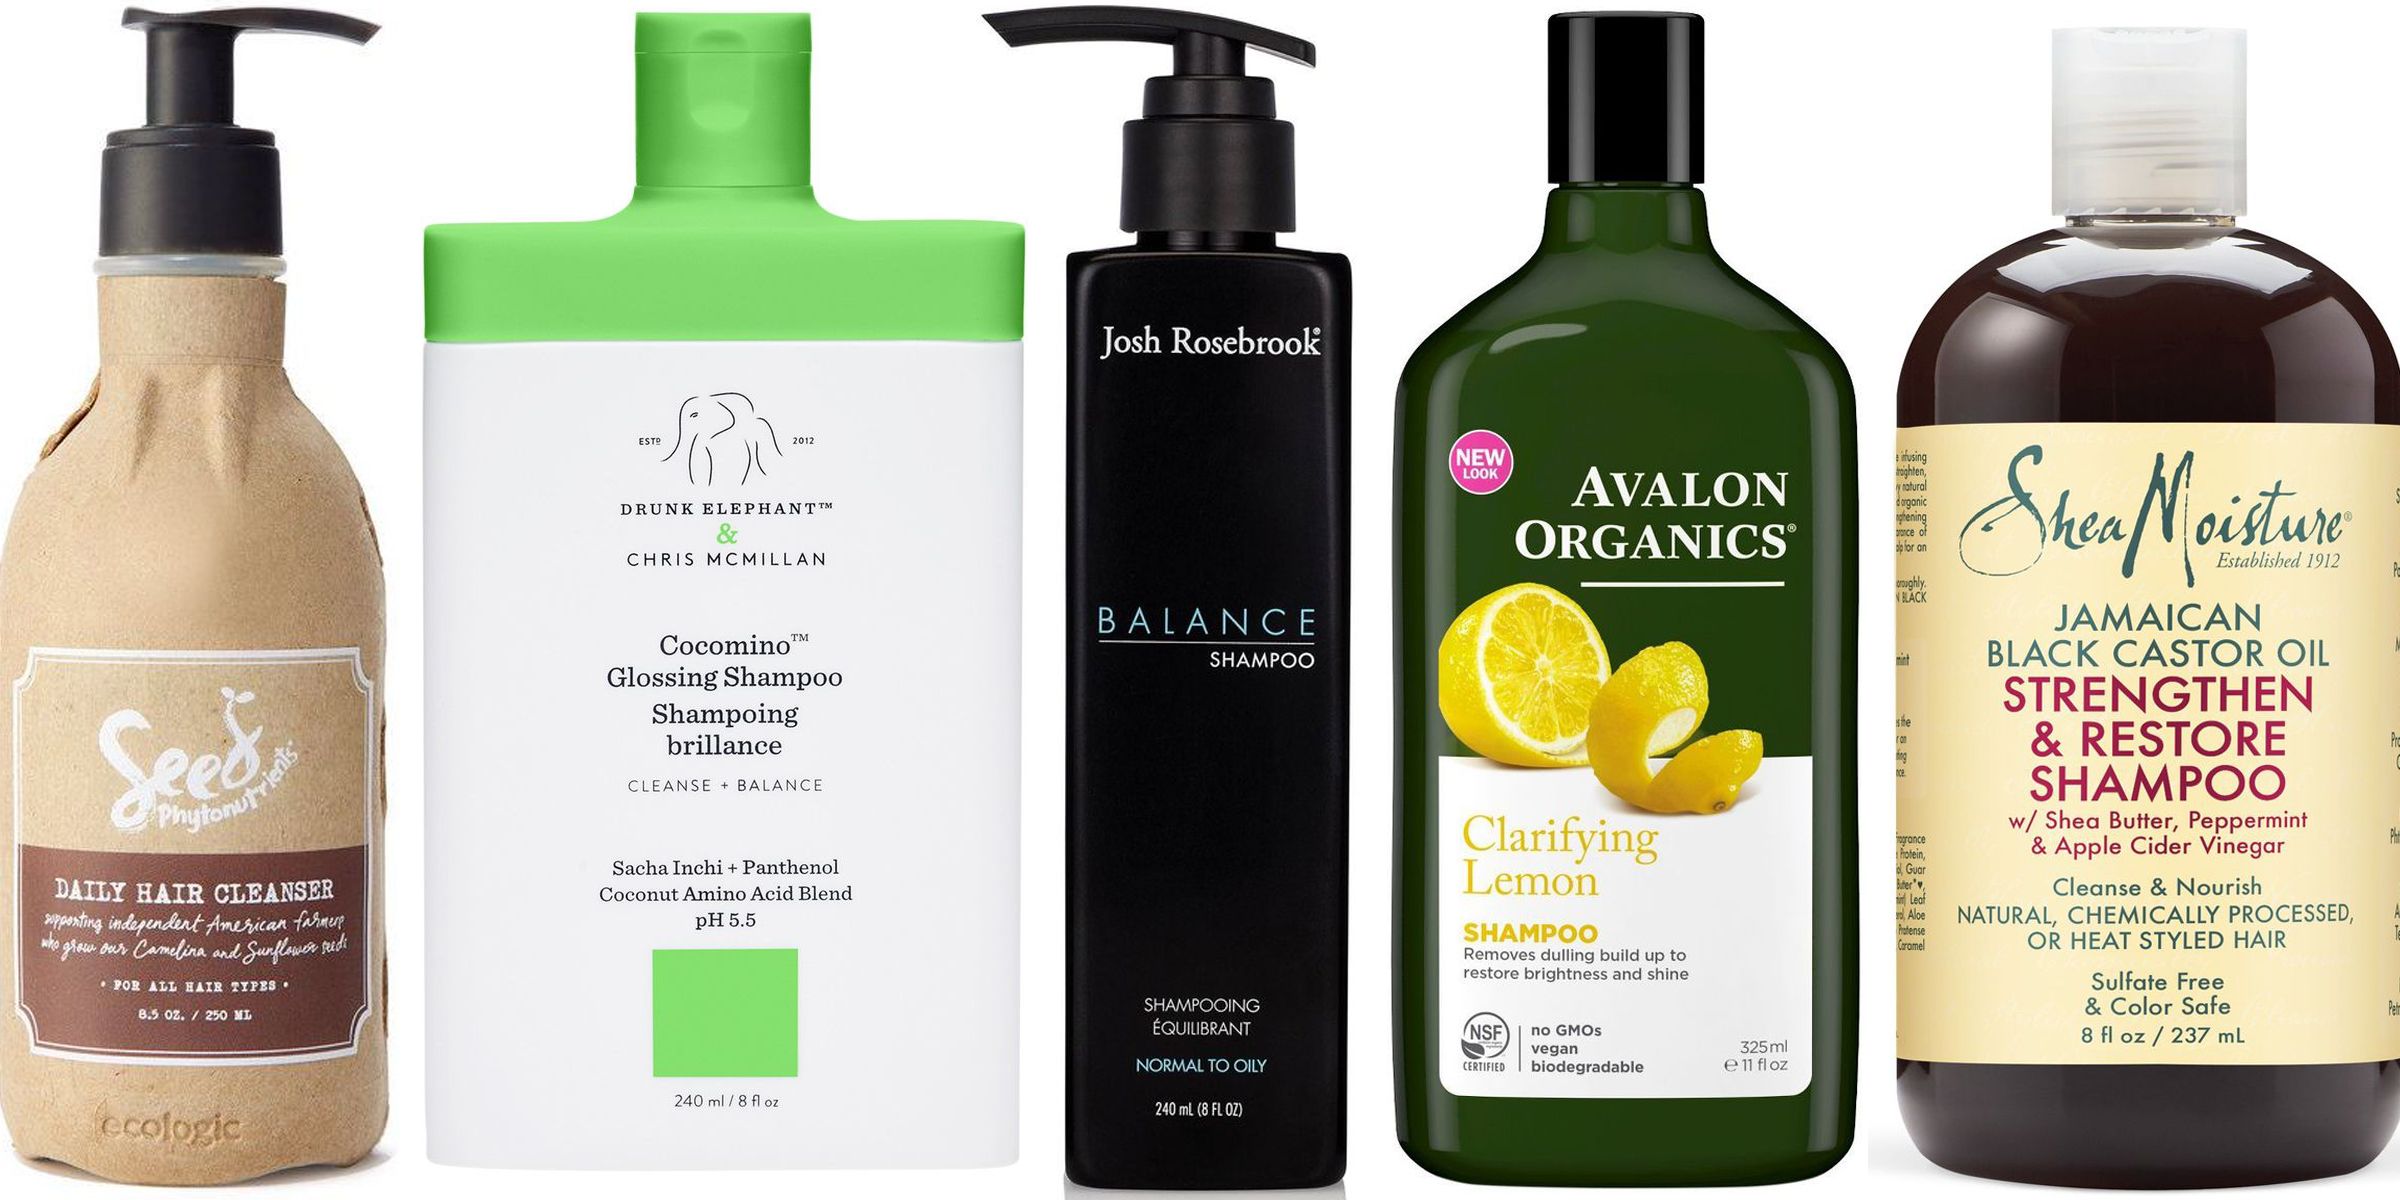 Seed
Phytonutrients
DAILY HAIR CLEANSER
supporting independent American farmers
who grow our Camelina and Sunflower seeds
• FOR ALL HAIR TYPES •
8.5 OZ. / 250 ML
ecologic
ESTD 2012
DRUNK ELEPHANT™
&
CHRIS MCMILLAN
Cocomino™
Glossing Shampoo
Shampoing
brillance
CLEANSE + BALANCE
Sacha Inchi + Panthenol
Coconut Amino Acid Blend
pH 5.5
240 ml / 8 fl oz
Josh Rosebrook®
BALANCE
SHAMPOO
SHAMPOOING
ÉQUILIBRANT
NORMAL TO OILY
240 mL (8 FL OZ)
NEW
LOOK
AVALON
ORGANICS®
Clarifying
Lemon
SHAMPOO
Removes dulling build up to
restore brightness and shine
NSF
CERTIFIED
no GMOs
vegan
biodegradable
325ml
℮ 11 fl oz
SheaMoisture®
Established 1912
JAMAICAN
BLACK CASTOR OIL
STRENGTHEN
& RESTORE
SHAMPOO
w/ Shea Butter, Peppermint
& Apple Cider Vinegar
Cleanse & Nourish
NATURAL, CHEMICALLY PROCESSED,
OR HEAT STYLED HAIR
Sulfate Free
& Color Safe
8 fl oz / 237 mL